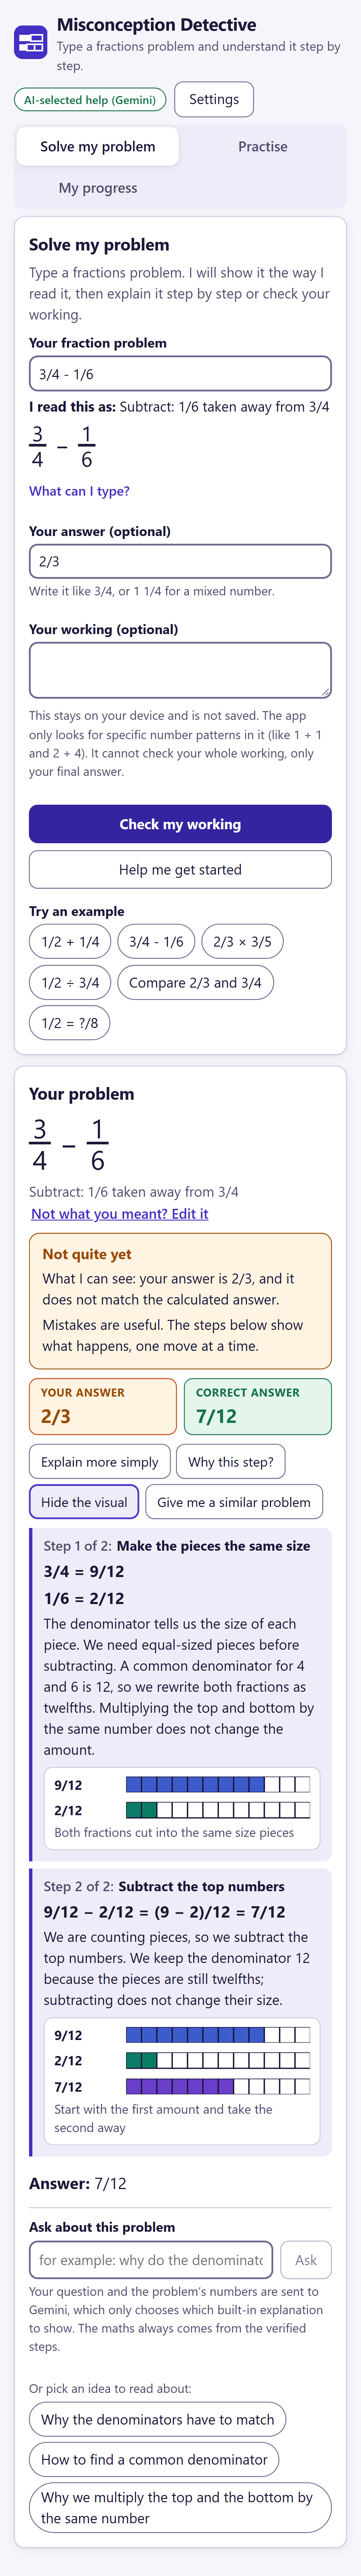 Misconception Detective
Type a fractions problem and understand it step by
step.
AI-selected help (Gemini)
Settings
Solve my problem
Practise
My progress
Solve my problem
Type a fractions problem. I will show it the way I
read it, then explain it step by step or check your
working.
Your fraction problem
3/4 - 1/6
I read this as: Subtract: 1/6 taken away from 3/4
3/4 − 1/6
What can I type?
Your answer (optional)
2/3
Write it like 3/4, or 1 1/4 for a mixed number.
Your working (optional)
This stays on your device and is not saved. The app
only looks for specific number patterns in it (like 1 + 1
and 2 + 4). It cannot check your whole working, only
your final answer.
Check my working
Help me get started
Try an example
1/2 + 1/4
3/4 - 1/6
2/3 × 3/5
1/2 ÷ 3/4
Compare 2/3 and 3/4
1/2 = ?/8
Your problem
3/4 − 1/6
Subtract: 1/6 taken away from 3/4
Not what you meant? Edit it
Not quite yet
What I can see: your answer is 2/3, and it
does not match the calculated answer.
Mistakes are useful. The steps below show
what happens, one move at a time.
YOUR ANSWER
2/3
CORRECT ANSWER
7/12
Explain more simply
Why this step?
Hide the visual
Give me a similar problem
Step 1 of 2: Make the pieces the same size
3/4 = 9/12
1/6 = 2/12
The denominator tells us the size of each
piece. We need equal-sized pieces before
subtracting. A common denominator for 4
and 6 is 12, so we rewrite both fractions as
twelfths. Multiplying the top and bottom by
the same number does not change the
amount.
9/12
2/12
Both fractions cut into the same size pieces
Step 2 of 2: Subtract the top numbers
9/12 − 2/12 = (9 − 2)/12 = 7/12
We are counting pieces, so we subtract the
top numbers. We keep the denominator 12
because the pieces are still twelfths;
subtracting does not change their size.
9/12
2/12
7/12
Start with the first amount and take the
second away
Answer: 7/12
Ask about this problem
for example: why do the denominato
Ask
Your question and the problem's numbers are sent to
Gemini, which only chooses which built-in explanation
to show. The maths always comes from the verified
steps.
Or pick an idea to read about:
Why the denominators have to match
How to find a common denominator
Why we multiply the top and the bottom by
the same number